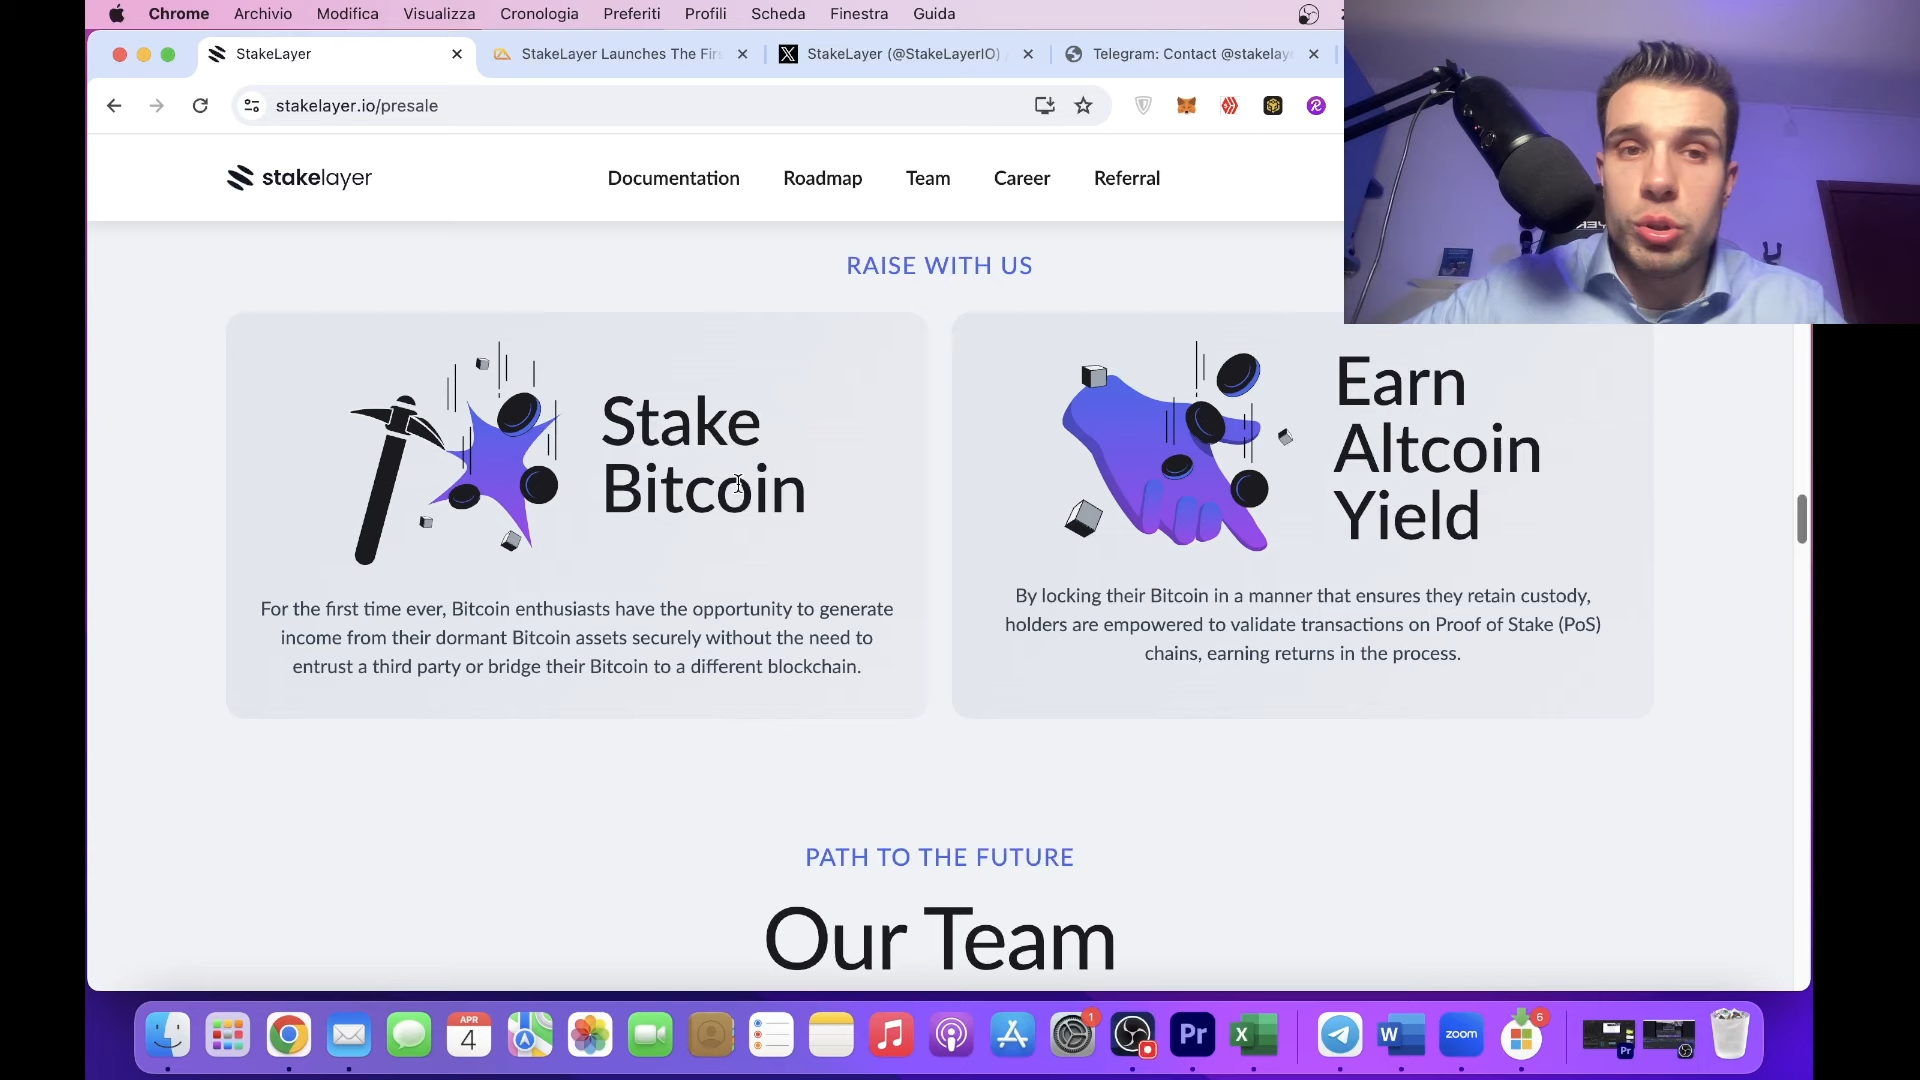 Chrome Archivio Modifica Visualizza Cronologia Preferiti Profili Scheda Finestra Guida
StakeLayer
StakeLayer Launches The Fir
StakeLayer (@StakeLayerIO)
Telegram: Contact @stakelay
stakelayer.io/presale
stakelayer
Documentation Roadmap Team Career Referral
RAISE WITH US
Stake
Bitcoin
For the first time ever, Bitcoin enthusiasts have the opportunity to generate
income from their dormant Bitcoin assets securely without the need to
entrust a third party or bridge their Bitcoin to a different blockchain.
Earn
Altcoin
Yield
By locking their Bitcoin in a manner that ensures they retain custody,
holders are empowered to validate transactions on Proof of Stake (PoS)
chains, earning returns in the process.
PATH TO THE FUTURE
Our Team
APR
4
1
Pr
X
W
zoom
6
Pr